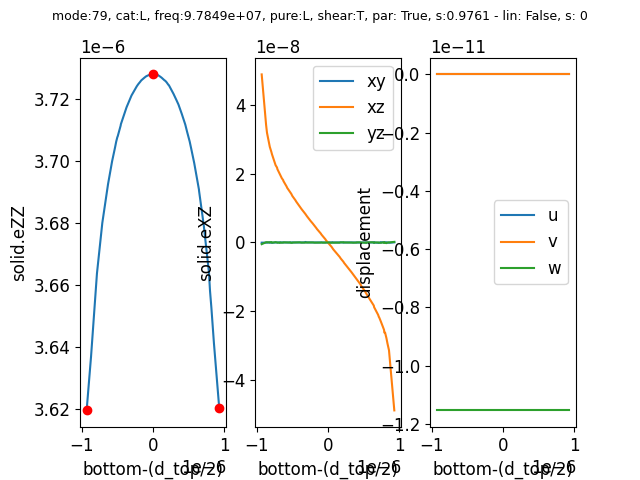 mode:79, cat:L, freq:9.7849e+07, pure:L, shear:T, par: True, s:0.9761 - lin: False, s: 0
1e−6
1e−8
1e−11
3.72
3.70
3.68
3.66
3.64
3.62
solid.eZZ
−1
0
1
1e−6
bottom-(d_top/2)
4
2
0
−2
−4
solid.eXZ
xy
xz
yz
−1
0
1
1e−6
bottom-(d_top/2)
0.0
−0.2
−0.4
−0.6
−0.8
−1.0
−1.2
displacement
u
v
w
−1
0
1
1e−6
bottom-(d_top/2)